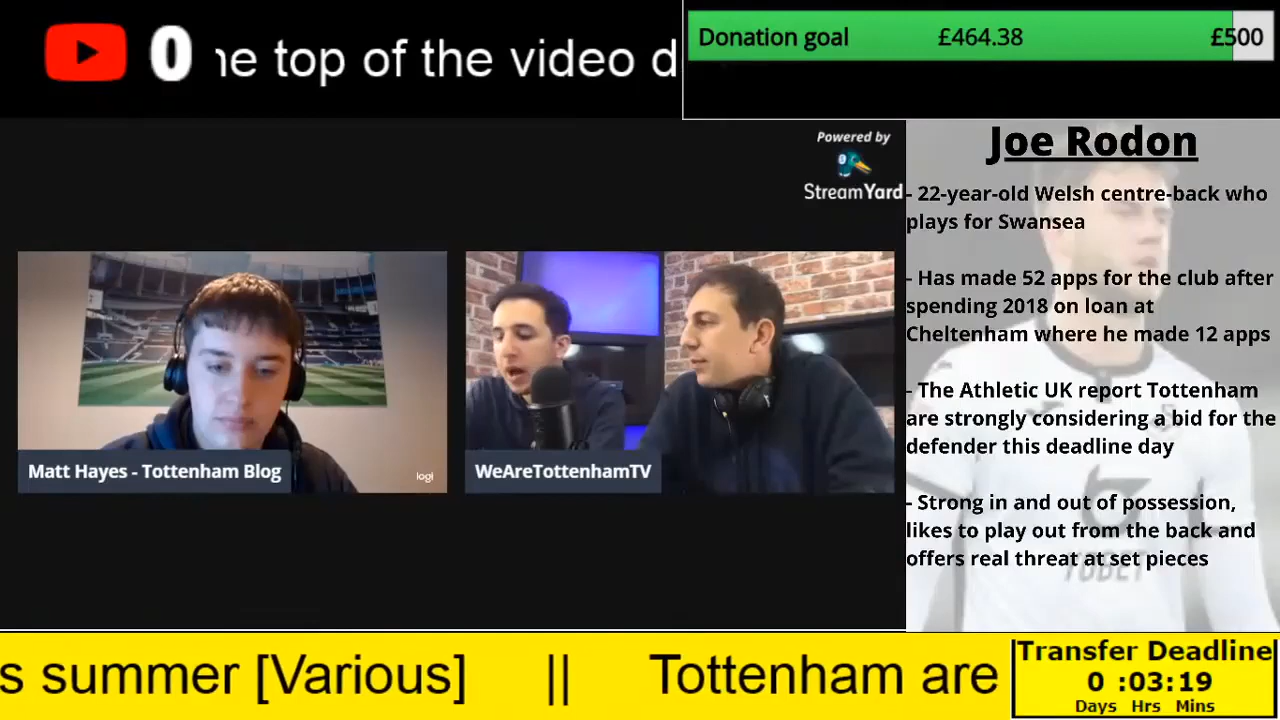 0
ne top of the video d
Donation goal £464.38 £500
Powered by
StreamYard
Joe Rodon
- 22-year-old Welsh centre-back who
plays for Swansea
- Has made 52 apps for the club after
spending 2018 on loan at
Cheltenham where he made 12 apps
- The Athletic UK report Tottenham
are strongly considering a bid for the
defender this deadline day
- Strong in and out of possession,
likes to play out from the back and
offers real threat at set pieces
Matt Hayes - Tottenham Blog
logi
WeAreTottenhamTV
s summer [Various] || Tottenham are
Transfer Deadline
0 :03:19
Days Hrs Mins